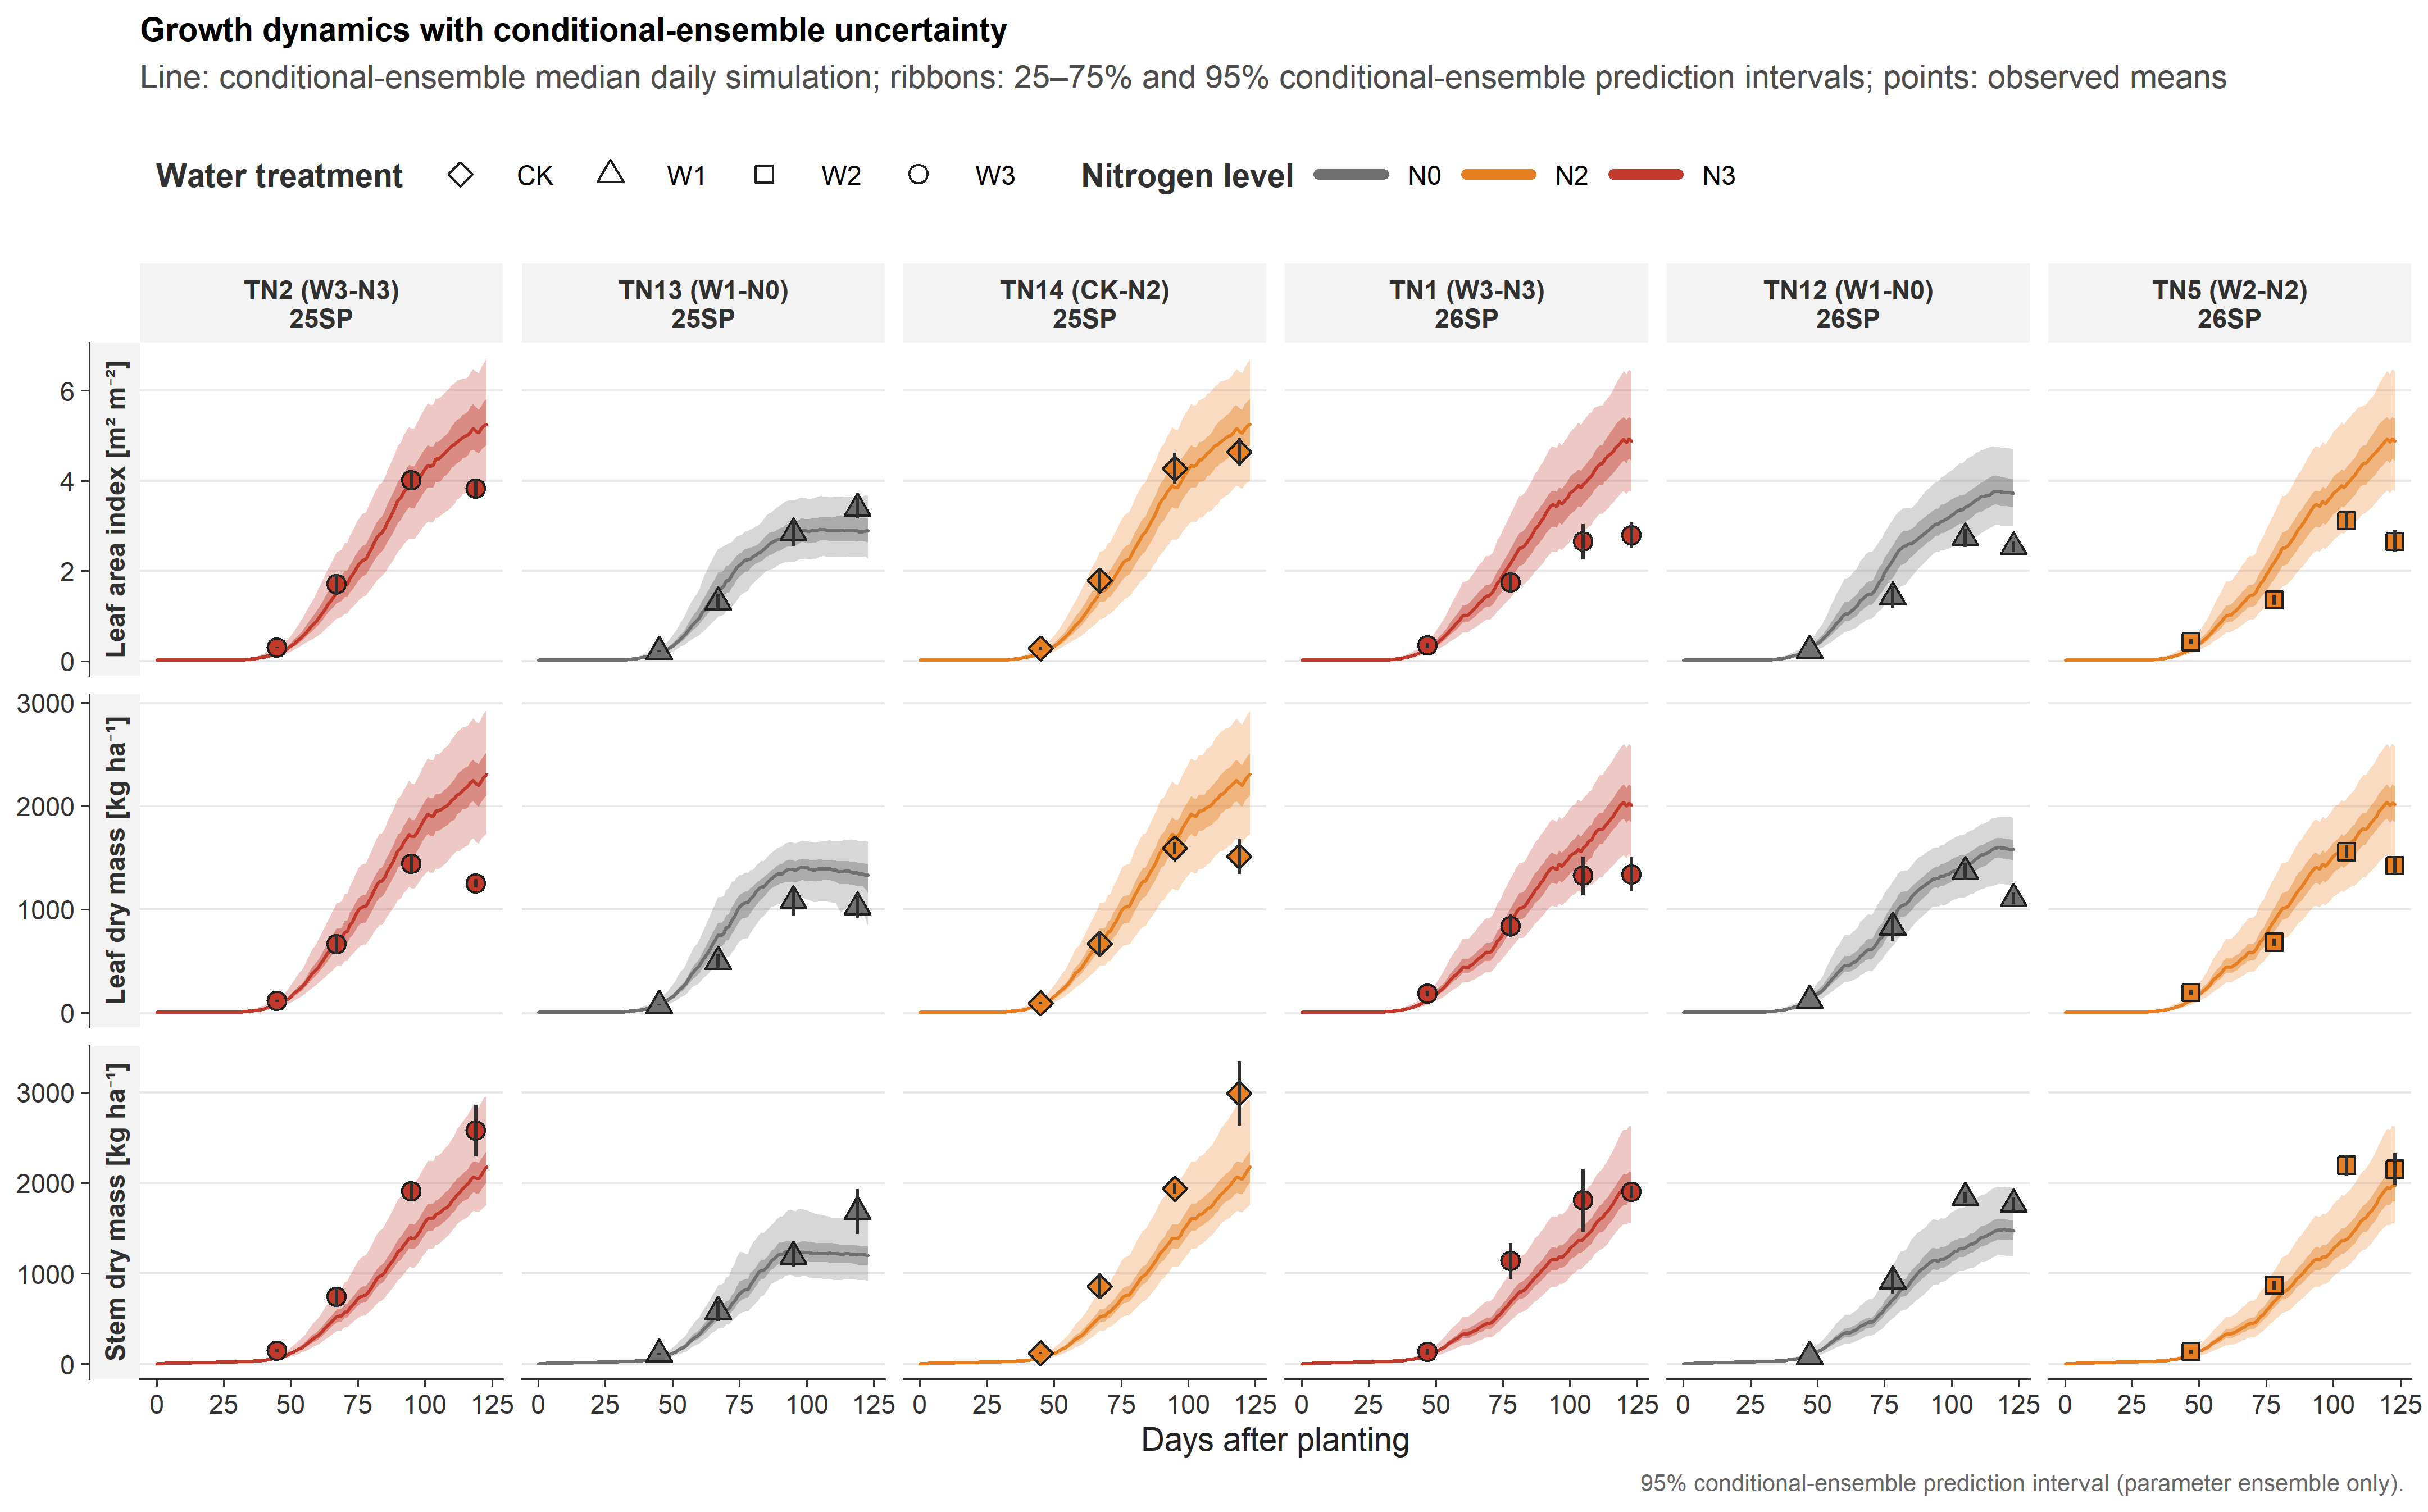 Growth dynamics with conditional-ensemble uncertainty
Line: conditional-ensemble median daily simulation; ribbons: 25–75% and 95% conditional-ensemble prediction intervals; points: observed means
Water treatment CK W1 W2 W3 Nitrogen level N0 N2 N3
TN2 (W3-N3)
25SP
TN13 (W1-N0)
25SP
TN14 (CK-N2)
25SP
TN1 (W3-N3)
26SP
TN12 (W1-N0)
26SP
TN5 (W2-N2)
26SP
Leaf area index [m² m⁻²]
6
4
2
0
Leaf dry mass [kg ha⁻¹]
3000
2000
1000
0
Stem dry mass [kg ha⁻¹]
3000
2000
1000
0
0 25 50 75 100 125
0 25 50 75 100 125
0 25 50 75 100 125
0 25 50 75 100 125
0 25 50 75 100 125
0 25 50 75 100 125
Days after planting
95% conditional-ensemble prediction interval (parameter ensemble only).